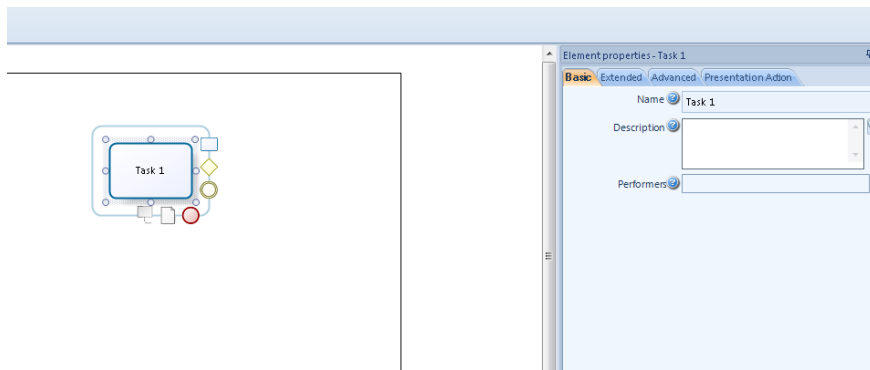 Element properties - Task 1
Basic Extended Advanced Presentation Action
Name Task 1
Description
Performers
Task 1